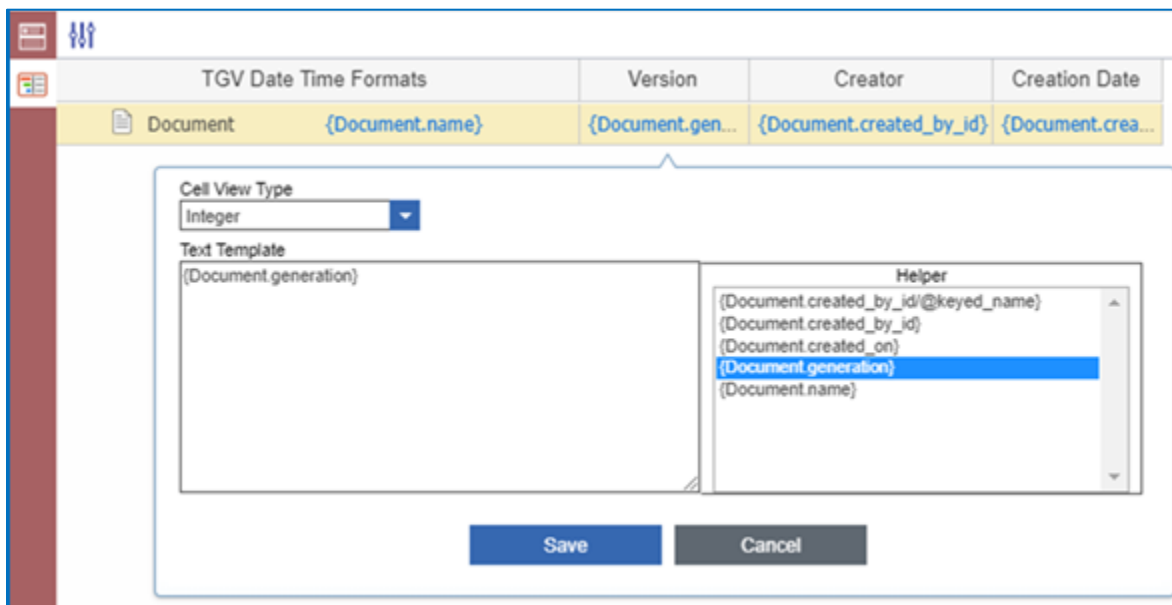 TGV Date Time Formats Version Creator Creation Date
Document {Document.name} {Document.gen... {Document.created_by_id} {Document.crea...
Cell View Type
Integer
Text Template
{Document.generation}
Helper
{Document.created_by_id/@keyed_name}
{Document.created_by_id}
{Document.created_on}
{Document.generation}
{Document.name}
Save Cancel